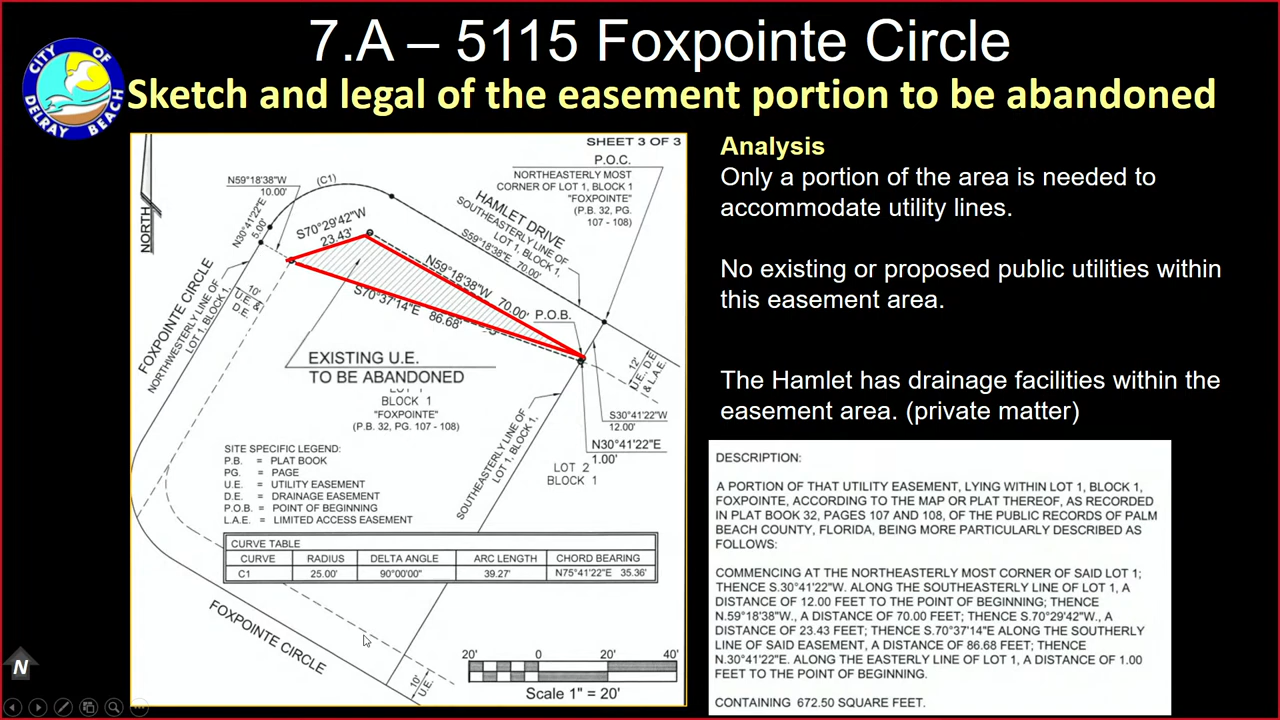 7.A – 5115 Foxpointe Circle
CITY OF
DELRAY BEACH
Sketch and legal of the easement portion to be abandoned
SHEET 3 OF 3
P.O.C.
NORTHEASTERLY MOST
CORNER OF LOT 1, BLOCK 1
"FOXPOINTE"
(P.B. 32, PG.
107 - 108)
NORTH
N59°18'38"W
10.00'
(C1)
N30°41'22"E
5.00'
S70°29'42"W
23.43'
HAMLET DRIVE
SOUTHEASTERLY LINE OF
LOT 1, BLOCK 1,
S59°18'38"E 70.00'
N59°18'38"W 70.00'
S70°37'14"E 86.68'
P.O.B.
FOXPOINTE CIRCLE
NORTHWESTERLY LINE OF
LOT 1, BLOCK 1,
10'
U.E. &
D.E.
EXISTING U.E.
TO BE ABANDONED
LOT 1
BLOCK 1
"FOXPOINTE"
(P.B. 32, PG. 107 - 108)
12'
U.E., D.E.
& L.A.E.
S30°41'22"W
12.00'
N30°41'22"E
1.00'
LOT 2
BLOCK 1
SOUTHEASTERLY LINE OF
LOT 1, BLOCK 1,
SITE SPECIFIC LEGEND:
P.B. = PLAT BOOK
PG. = PAGE
U.E. = UTILITY EASEMENT
D.E. = DRAINAGE EASEMENT
P.O.B. = POINT OF BEGINNING
L.A.E. = LIMITED ACCESS EASEMENT
CURVE TABLE
CURVE RADIUS DELTA ANGLE ARC LENGTH CHORD BEARING
C1 25.00' 90°00'00" 39.27' N75°41'22"E 35.36'
FOXPOINTE CIRCLE
10'
U.E.
20' 0 20' 40'
Scale 1" = 20'
N
Analysis
Only a portion of the area is needed to
accommodate utility lines.
No existing or proposed public utilities within
this easement area.
The Hamlet has drainage facilities within the
easement area. (private matter)
DESCRIPTION:
A PORTION OF THAT UTILITY EASEMENT, LYING WITHIN LOT 1, BLOCK 1,
FOXPOINTE, ACCORDING TO THE MAP OR PLAT THEREOF, AS RECORDED
IN PLAT BOOK 32, PAGES 107 AND 108, OF THE PUBLIC RECORDS OF PALM
BEACH COUNTY, FLORIDA, BEING MORE PARTICULARLY DESCRIBED AS
FOLLOWS:
COMMENCING AT THE NORTHEASTERLY MOST CORNER OF SAID LOT 1;
THENCE S.30°41'22"W. ALONG THE SOUTHEASTERLY LINE OF LOT 1, A
DISTANCE OF 12.00 FEET TO THE POINT OF BEGINNING; THENCE
N.59°18'38"W., A DISTANCE OF 70.00 FEET; THENCE S.70°29'42"W., A
DISTANCE OF 23.43 FEET; THENCE S.70°37'14"E ALONG THE SOUTHERLY
LINE OF SAID EASEMENT, A DISTANCE OF 86.68 FEET; THENCE
N.30°41'22"E. ALONG THE EASTERLY LINE OF LOT 1, A DISTANCE OF 1.00
FEET TO THE POINT OF BEGINNING.
CONTAINING 672.50 SQUARE FEET.